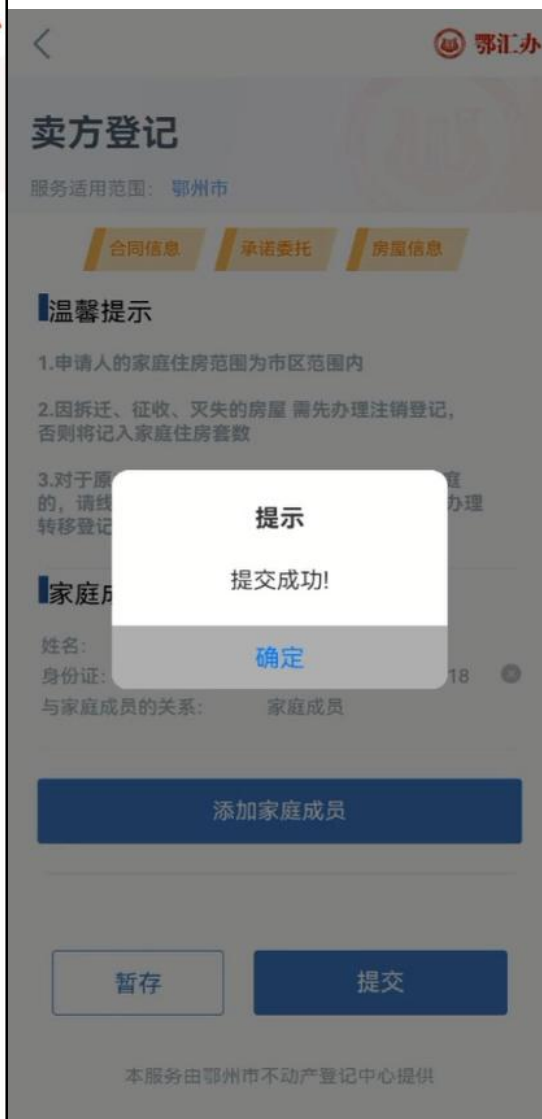 鄂汇办
卖方登记
服务适用范围： 鄂州市
合同信息 承诺委托 房屋信息
温馨提示
1.申请人的家庭住房范围为市区范围内
2.因拆迁、征收、灭失的房屋 需先办理注销登记，
否则将记入家庭住房套数
3.对于原 庭
的，请线 办理
转移登记
提示
提交成功!
确定
家庭
姓名:
身份证: 18
与家庭成员的关系: 家庭成员
添加家庭成员
暂存 提交
本服务由鄂州市不动产登记中心提供